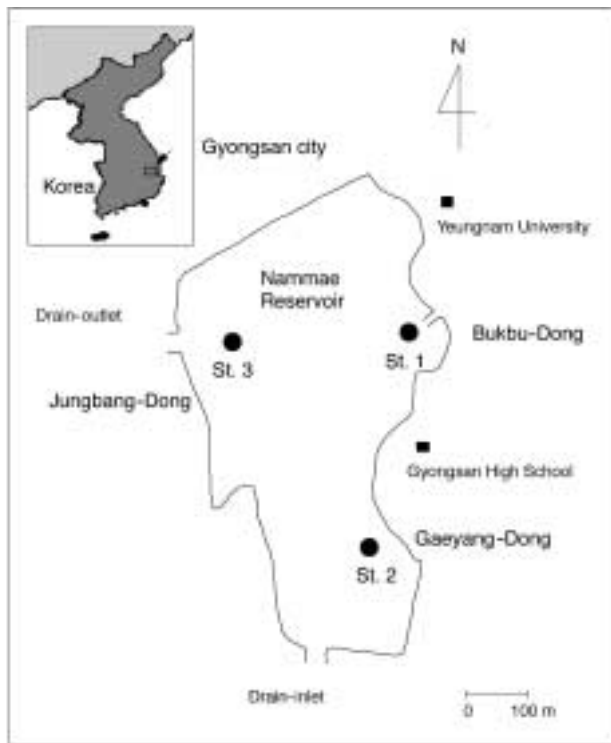 N
Gyongsan city
Korea
Yeungnam University
Nammae
Reservoir
Drain-outlet
Bukbu-Dong
St. 1
St. 3
Jungbang-Dong
Gyongsan High School
Gaeyang-Dong
St. 2
Drain-inlet
0 100 m